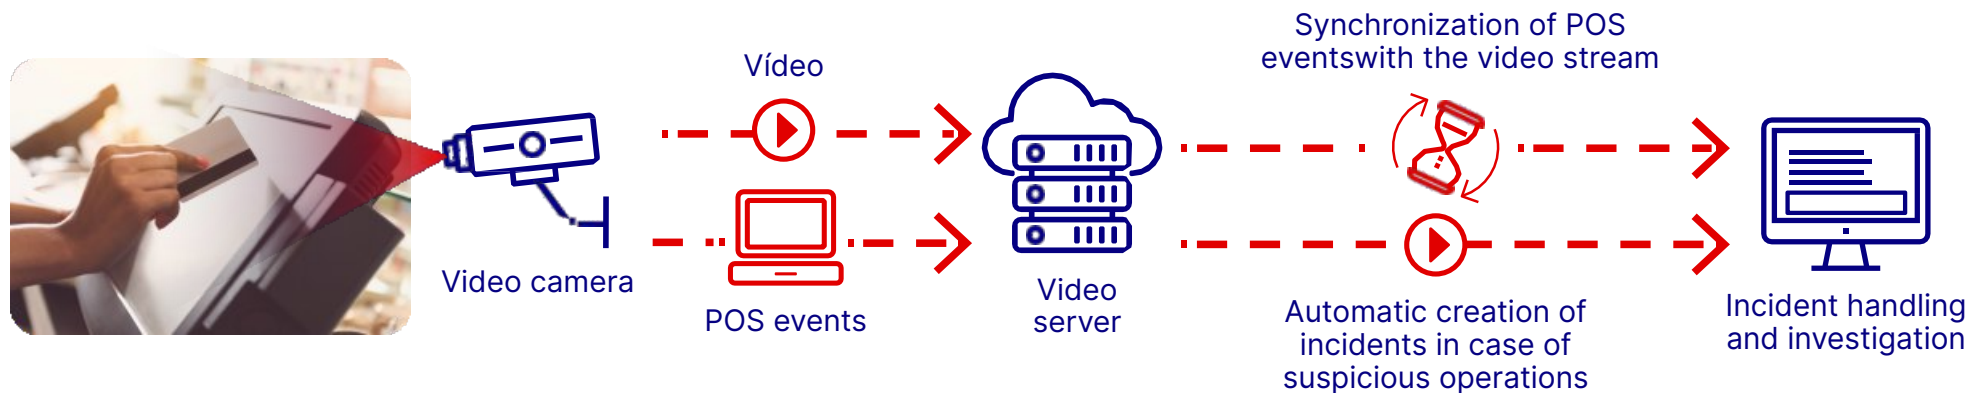 Vídeo
Video camera
POS events
Video
server
Synchronization of POS
eventswith the video stream
Automatic creation of
incidents in case of
suspicious operations
Incident handling
and investigation